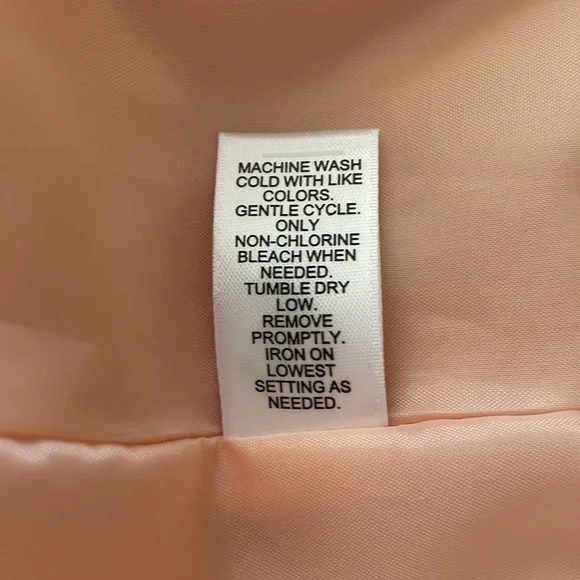 MACHINE WASH
COLD WITH LIKE
COLORS.
GENTLE CYCLE.
ONLY
NON-CHLORINE
BLEACH WHEN
NEEDED.
TUMBLE DRY
LOW.
REMOVE
PROMPTLY.
IRON ON
LOWEST
SETTING AS
NEEDED.